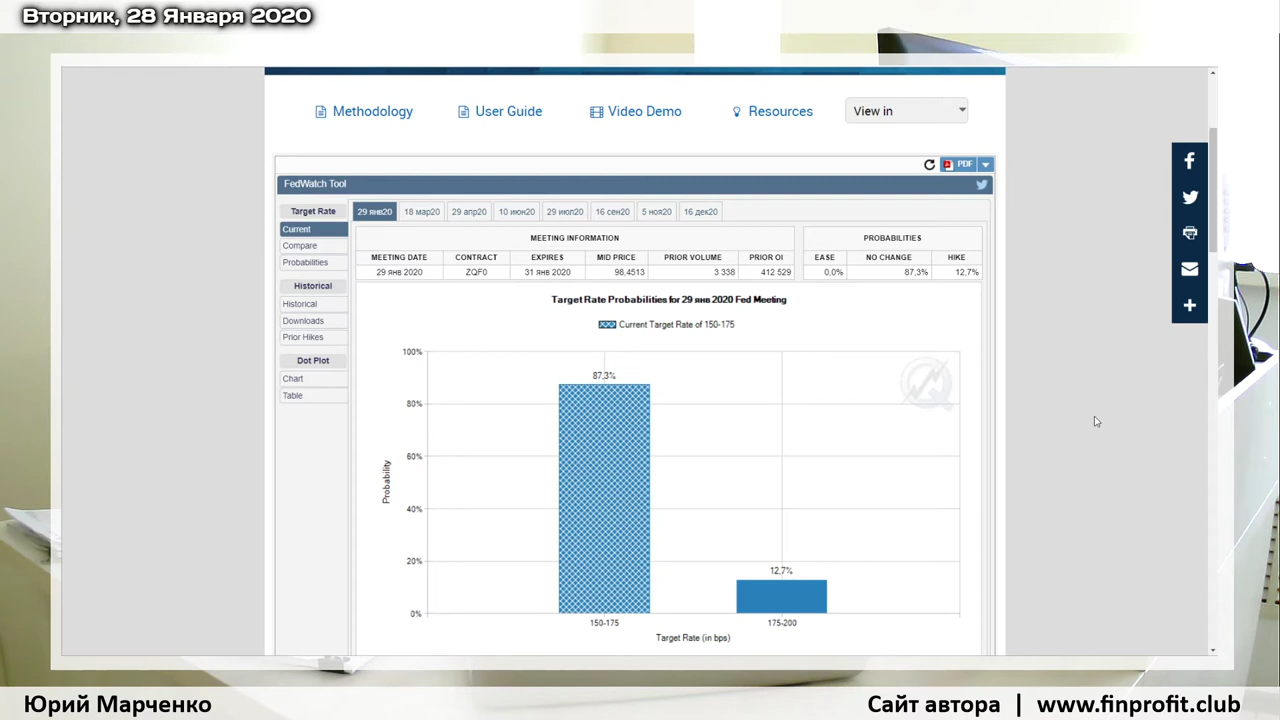 Вторник, 28 Января 2020
Methodology User Guide Video Demo Resources View in
PDF
FedWatch Tool
Target Rate 29 янв20 18 мар20 29 апр20 10 июн20 29 июл20 16 сен20 5 ноя20 16 дек20
Current
Compare
Probabilities
Historical
Historical
Downloads
Prior Hikes
Dot Plot
Chart
Table
MEETING INFORMATION PROBABILITIES
MEETING DATE CONTRACT EXPIRES MID PRICE PRIOR VOLUME PRIOR OI EASE NO CHANGE HIKE
29 янв 2020 ZQF0 31 янв 2020 98,4513 3 338 412 529 0,0% 87,3% 12,7%
Target Rate Probabilities for 29 янв 2020 Fed Meeting
Current Target Rate of 150-175
100%
87,3%
80%
60%
Probability
40%
20%
12,7%
0%
150-175 175-200
Target Rate (in bps)
Юрий Марченко Сайт автора | www.finprofit.club